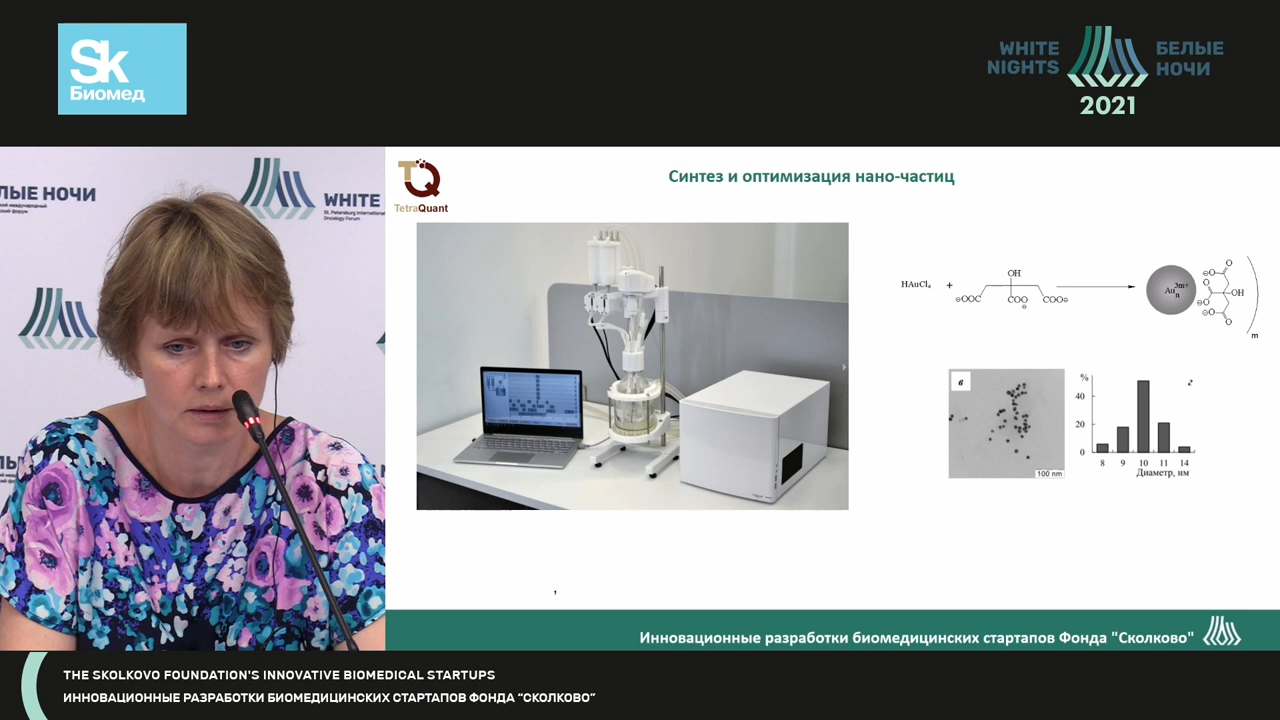 Sk
Биомед
WHITE
NIGHTS
БЕЛЫЕ
НОЧИ
2021
ЛЫЕ НОЧИ
WHITE
St. Petersburg International
Oncology Forum
TQ
TetraQuant
Синтез и оптимизация нано-частиц
HAuCl₄ + ⊖OOC OH COO⊖ COO⊖
Au 3m+ n
O ⊖O O ⊖O OH O ⊖O
m
в
100 nm
%
г
40
20
0
8 9 10 11 14
Диаметр, нм
,
Инновационные разработки биомедицинских стартапов Фонда "Сколково"
THE SKOLKOVO FOUNDATION'S INNOVATIVE BIOMEDICAL STARTUPS
ИННОВАЦИОННЫЕ РАЗРАБОТКИ БИОМЕДИЦИНСКИХ СТАРТАПОВ ФОНДА "СКОЛКОВО"